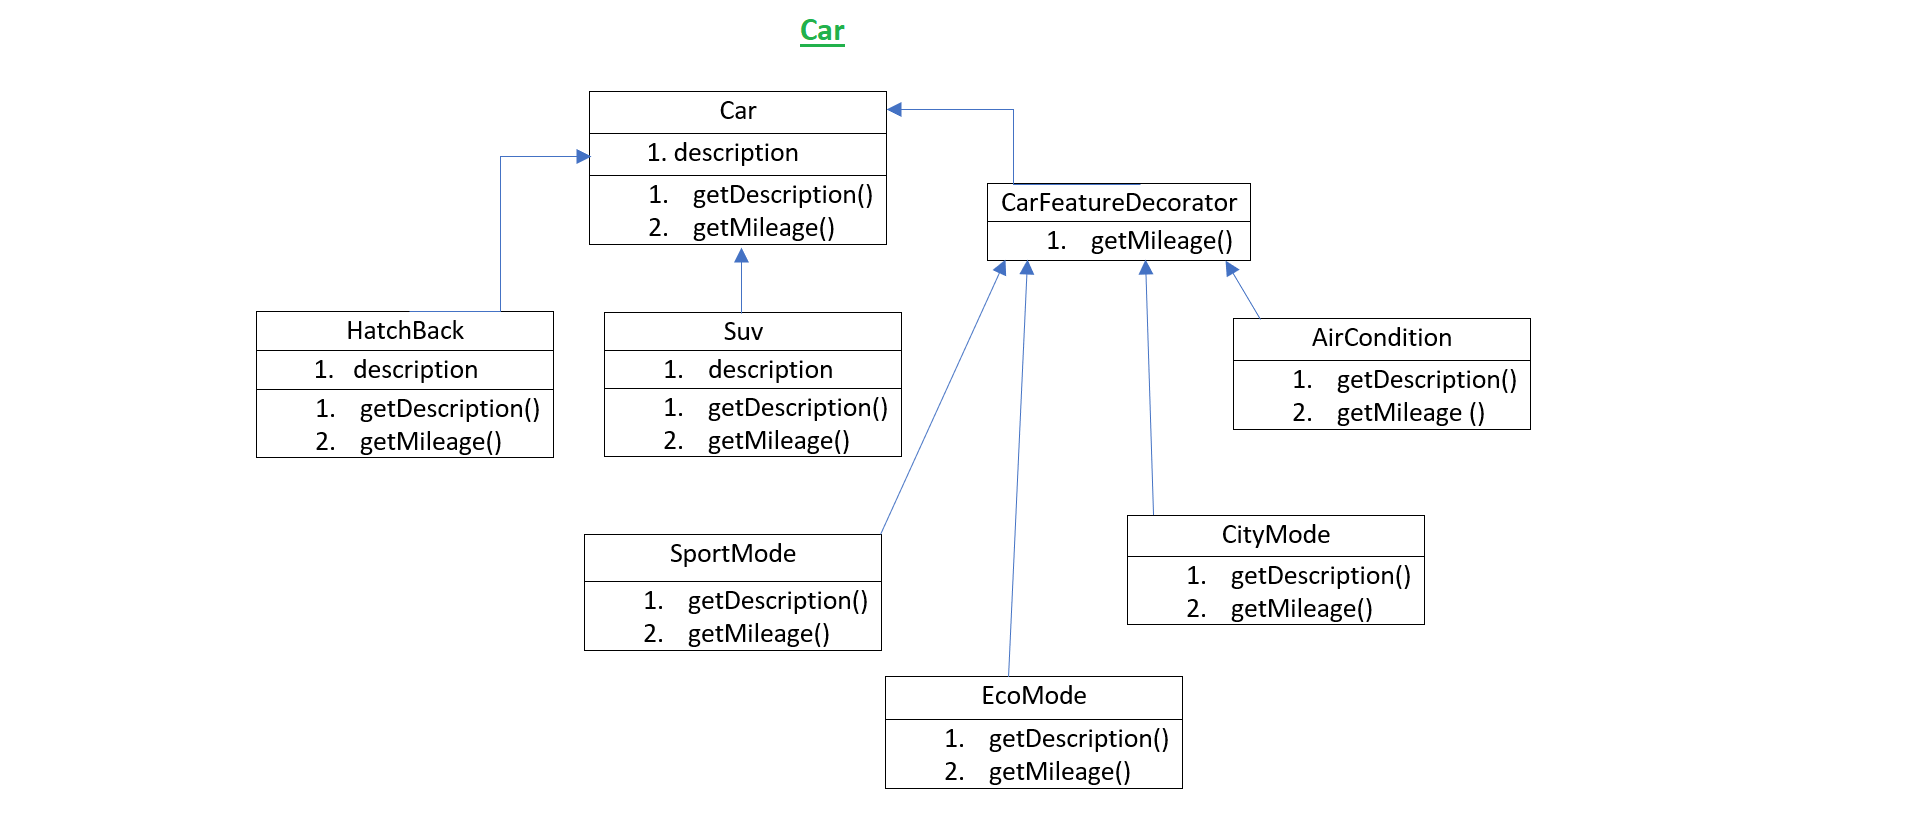 Car
Car
1. description
1. getDescription()
2. getMileage()
CarFeatureDecorator
1. getMileage()
HatchBack
1. description
1. getDescription()
2. getMileage()
Suv
1. description
1. getDescription()
2. getMileage()
AirCondition
1. getDescription()
2. getMileage ()
SportMode
1. getDescription()
2. getMileage()
CityMode
1. getDescription()
2. getMileage()
EcoMode
1. getDescription()
2. getMileage()